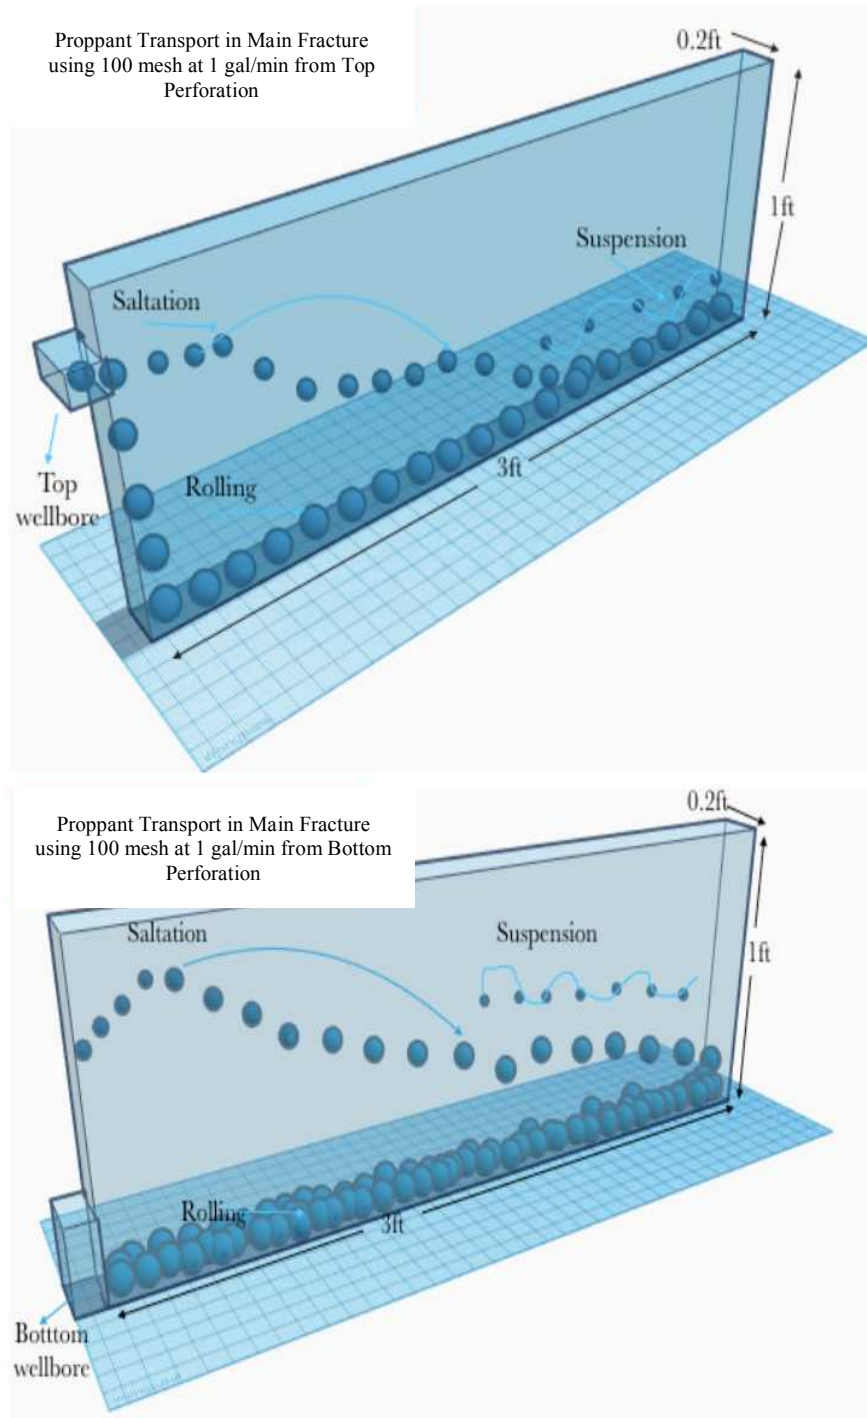 Proppant Transport in Main Fracture
using 100 mesh at 1 gal/min from Top
Perforation
0.2ft
1ft
Suspension
Saltation
3ft
Rolling
Top
wellbore
Workplane
Proppant Transport in Main Fracture
using 100 mesh at 1 gal/min from Bottom
Perforation
0.2ft
Saltation
Suspension
1ft
Rolling
3ft
Botttom
wellbore